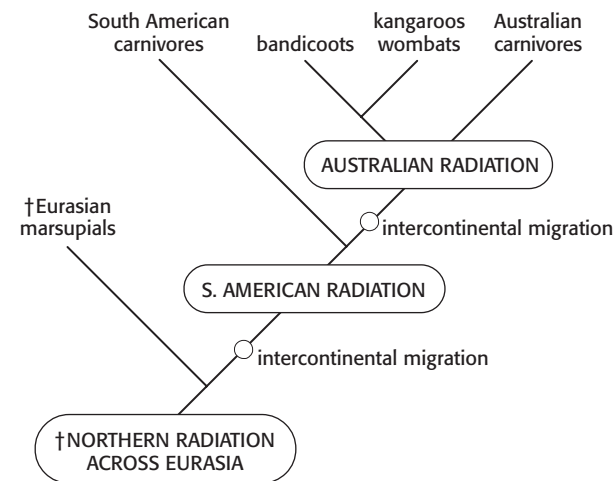 South American
carnivores
bandicoots
kangaroos
wombats
Australian
carnivores
AUSTRALIAN RADIATION
†Eurasian
marsupials
intercontinental migration
S. AMERICAN RADIATION
intercontinental migration
†NORTHERN RADIATION
ACROSS EURASIA